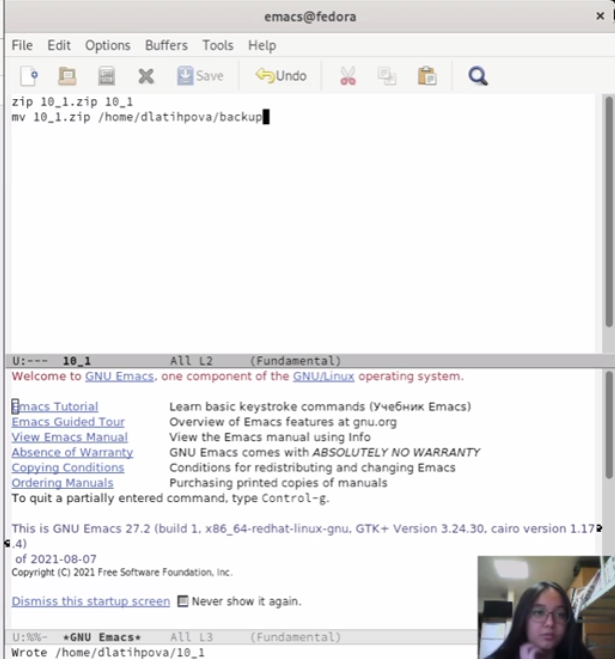 emacs@fedora
File Edit Options Buffers Tools Help
Save Undo
zip 10_1.zip 10_1
mv 10_1.zip /home/dlatihpova/backup
U:--- 10_1 All L2 (Fundamental)
Welcome to GNU Emacs, one component of the GNU/Linux operating system.
Emacs Tutorial Learn basic keystroke commands (Учебник Emacs)
Emacs Guided Tour Overview of Emacs features at gnu.org
View Emacs Manual View the Emacs manual using Info
Absence of Warranty GNU Emacs comes with ABSOLUTELY NO WARRANTY
Copying Conditions Conditions for redistributing and changing Emacs
Ordering Manuals Purchasing printed copies of manuals
To quit a partially entered command, type Control-g.
This is GNU Emacs 27.2 (build 1, x86_64-redhat-linux-gnu, GTK+ Version 3.24.30, cairo version 1.17
.4)
of 2021-08-07
Copyright (C) 2021 Free Software Foundation, Inc.
Dismiss this startup screen Never show it again.
U:%%- *GNU Emacs* All L3 (Fundamental)
Wrote /home/dlatihpova/10_1